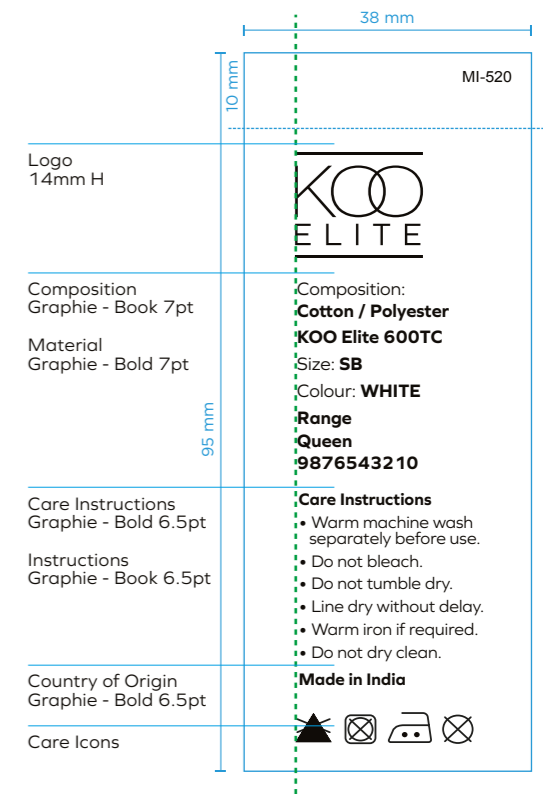 38 mm
10 mm
MI-520
Logo
14mm H
KOO
ELITE
Composition
Graphie - Book 7pt
Material
Graphie - Bold 7pt
Composition:
Cotton / Polyester
KOO Elite 600TC
Size: SB
Colour: WHITE
Range
Queen
9876543210
95 mm
Care Instructions
Graphie - Bold 6.5pt
Instructions
Graphie - Book 6.5pt
Care Instructions
• Warm machine wash
separately before use.
• Do not bleach.
• Do not tumble dry.
• Line dry without delay.
• Warm iron if required.
• Do not dry clean.
Country of Origin
Graphie - Bold 6.5pt
Made in India
Care Icons